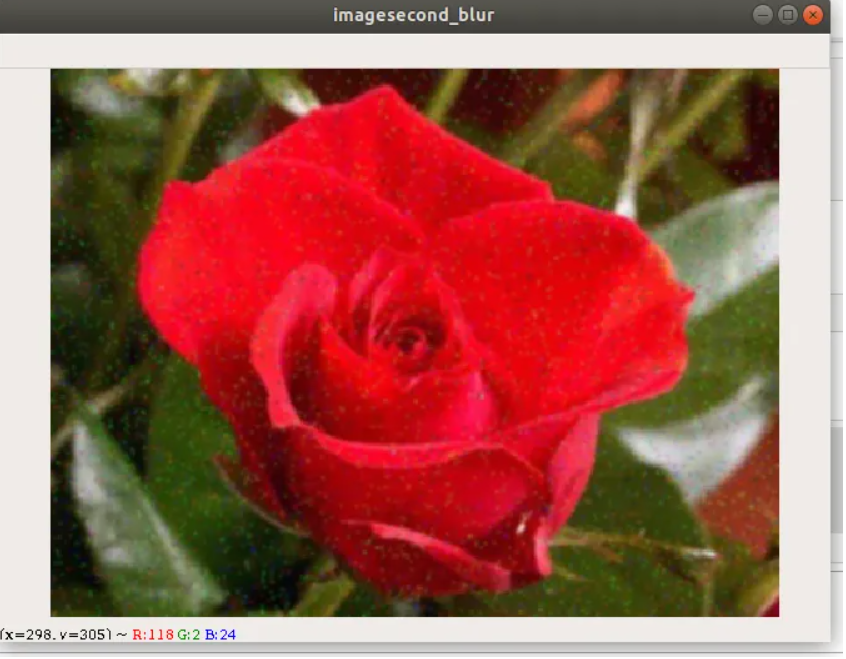 imagesecond_blur
(x=298, y=305) ~ R:118 G:2 B:24